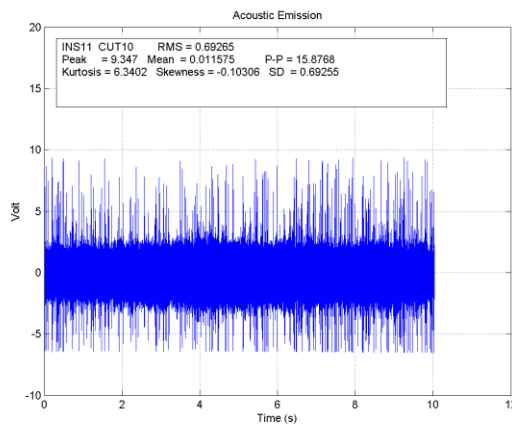 Acoustic Emission
INS11 CUT10 RMS = 0.69265
Peak = 9.347 Mean = 0.011575 P-P = 15.8768
Kurtosis = 6.3402 Skewness = -0.10306 SD = 0.69255
20
15
10
5
0
-5
-10
Volt
0 2 4 6 8 10 12
Time (s)